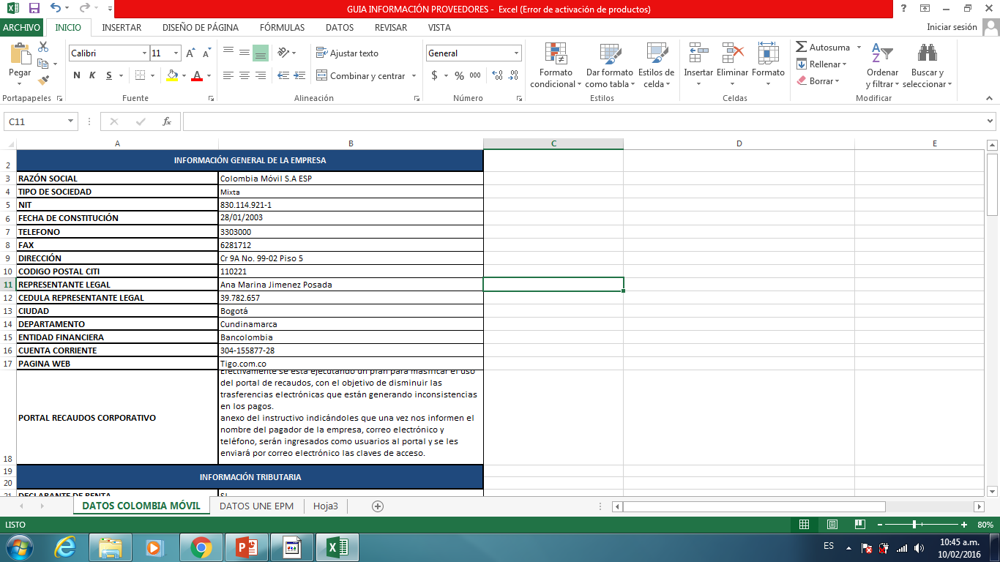 GUIA INFORMACIÓN PROVEEDORES - Excel (Error de activación de productos)
ARCHIVO INICIO INSERTAR DISEÑO DE PÁGINA FÓRMULAS DATOS REVISAR VISTA Iniciar sesión
Pegar
Calibri 11
N K S
Ajustar texto
Combinar y centrar
General
$ % 000
Formato condicional
Dar formato como tabla
Estilos de celda
Insertar Eliminar Formato
Autosuma
Rellenar
Borrar
Ordenar y filtrar
Buscar y seleccionar
Portapapeles Fuente Alineación Número Estilos Celdas Modificar
C11 fx
A B C D E
2 INFORMACIÓN GENERAL DE LA EMPRESA
3 RAZÓN SOCIAL Colombia Móvil S.A ESP
4 TIPO DE SOCIEDAD Mixta
5 NIT 830.114.921-1
6 FECHA DE CONSTITUCIÓN 28/01/2003
7 TELEFONO 3303000
8 FAX 6281712
9 DIRECCIÓN Cr 9A No. 99-02 Piso 5
10 CODIGO POSTAL CITI 110221
11 REPRESENTANTE LEGAL Ana Marina Jimenez Posada
12 CEDULA REPRESENTANTE LEGAL 39.782.657
13 CIUDAD Bogotá
14 DEPARTAMENTO Cundinamarca
15 ENTIDAD FINANCIERA Bancolombia
16 CUENTA CORRIENTE 304-155877-28
17 PAGINA WEB Tigo.com.co
Efectivamente se está ejecutando un plan para masificar el uso
del portal de recaudos, con el objetivo de disminuir las
trasferencias electrónicas que están generando inconsistencias
en los pagos.
18 PORTAL RECAUDOS CORPORATIVO
anexo del instructivo indicándoles que una vez nos informen el
nombre del pagador de la empresa, correo electrónico y
teléfono, serán ingresados como usuarios al portal y se les
enviará por correo electrónico las claves de acceso.
19
20 INFORMACIÓN TRIBUTARIA
21 DECLARANTE DE RENTA SI
DATOS COLOMBIA MÓVIL DATOS UNE EPM Hoja3
LISTO 80%
ES 10:45 a.m.
10/02/2016